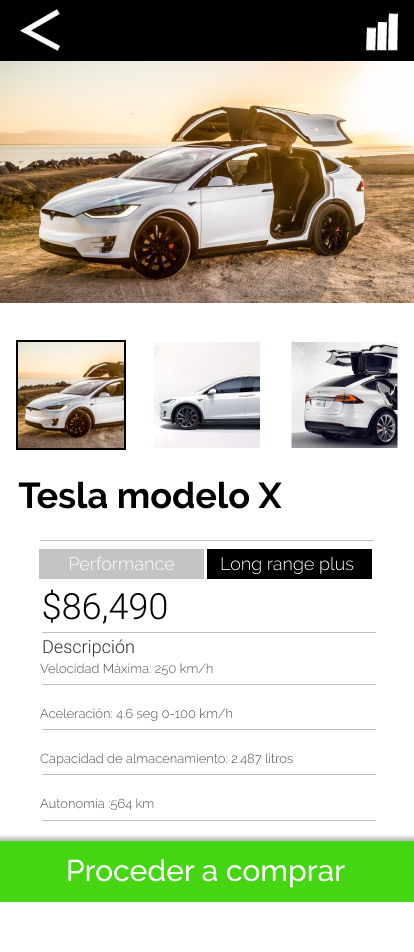 Tesla modelo X
Performance
Long range plus
$86,490
Descripción
Velocidad Máxima: 250 km/h
Aceleración: 4.6 seg 0-100 km/h
Capacidad de almacenamiento: 2.487 litros
Autonomía :564 km
Proceder a comprar